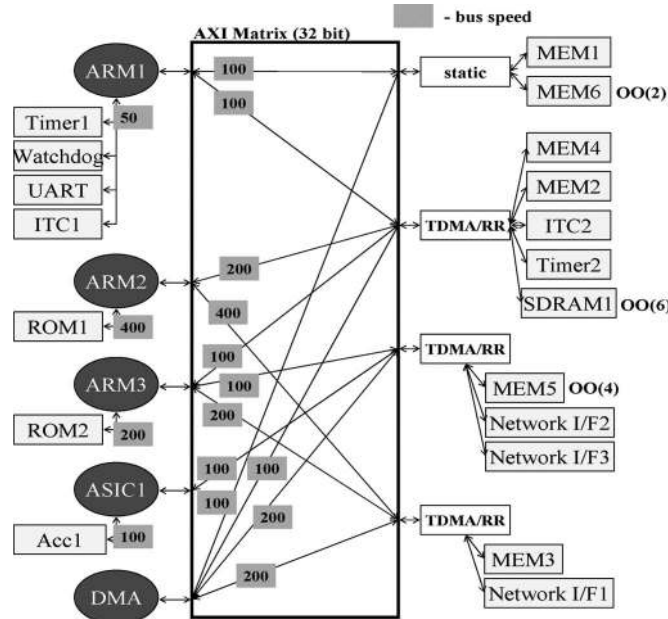 AXI Matrix (32 bit)
- bus speed
ARM1
100
100
50
Timer1
Watchdog
UART
ITC1
ARM2
200
400
ROM1
400
ARM3
100
100
200
ROM2
200
ASIC1
100
100
100
200
Acc1
100
DMA
200
static
MEM1
MEM6 OO(2)
TDMA/RR
MEM4
MEM2
ITC2
Timer2
SDRAM1 OO(6)
TDMA/RR
MEM5 OO(4)
Network I/F2
Network I/F3
TDMA/RR
MEM3
Network I/F1